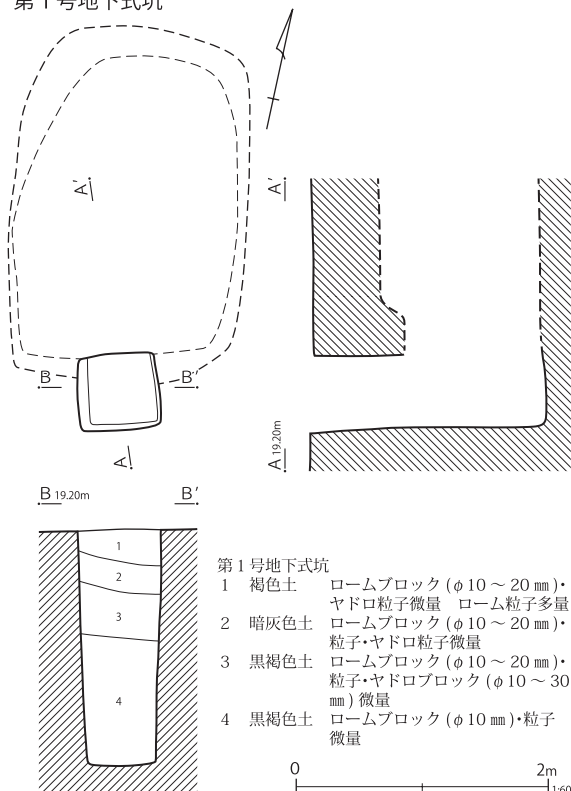 第1号地下式坑
A'
A'
B
B'
A
A 19.20m
B 19.20m
B'
1
2
3
4
第1号地下式坑
1 褐色土 ロームブロック(φ10～20㎜)・
ヤドロ粒子微量 ローム粒子多量
2 暗灰色土 ロームブロック(φ10～20㎜)・
粒子・ヤドロ粒子微量
3 黒褐色土 ロームブロック(φ10～20㎜)・
粒子・ヤドロブロック(φ10～30
㎜)微量
4 黒褐色土 ロームブロック(φ10㎜)・粒子
微量
0
2m
1:60